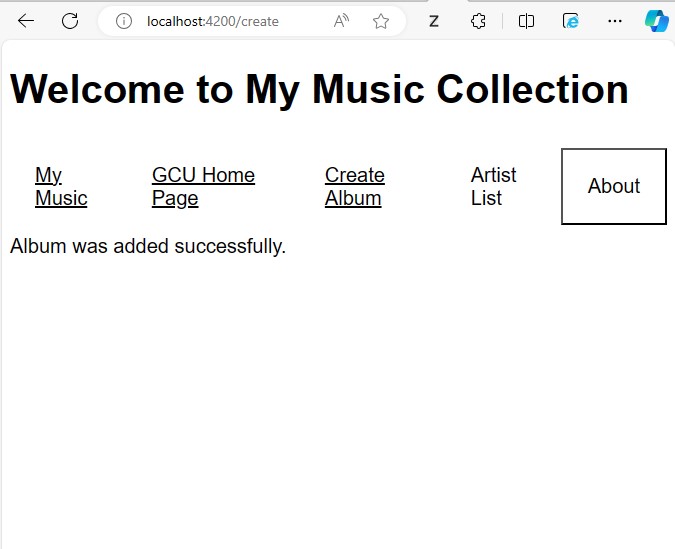 localhost:4200/create
Welcome to My Music Collection
My Music
GCU Home Page
Create Album
Artist List
About
Album was added successfully.